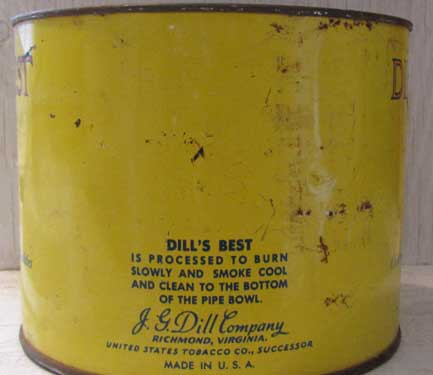 DILL'S BEST
IS PROCESSED TO BURN
SLOWLY AND SMOKE COOL
AND CLEAN TO THE BOTTOM
OF THE PIPE BOWL.
J. G. Dill Company
RICHMOND, VIRGINIA.
UNITED STATES TOBACCO CO., SUCCESSOR
MADE IN U. S. A.